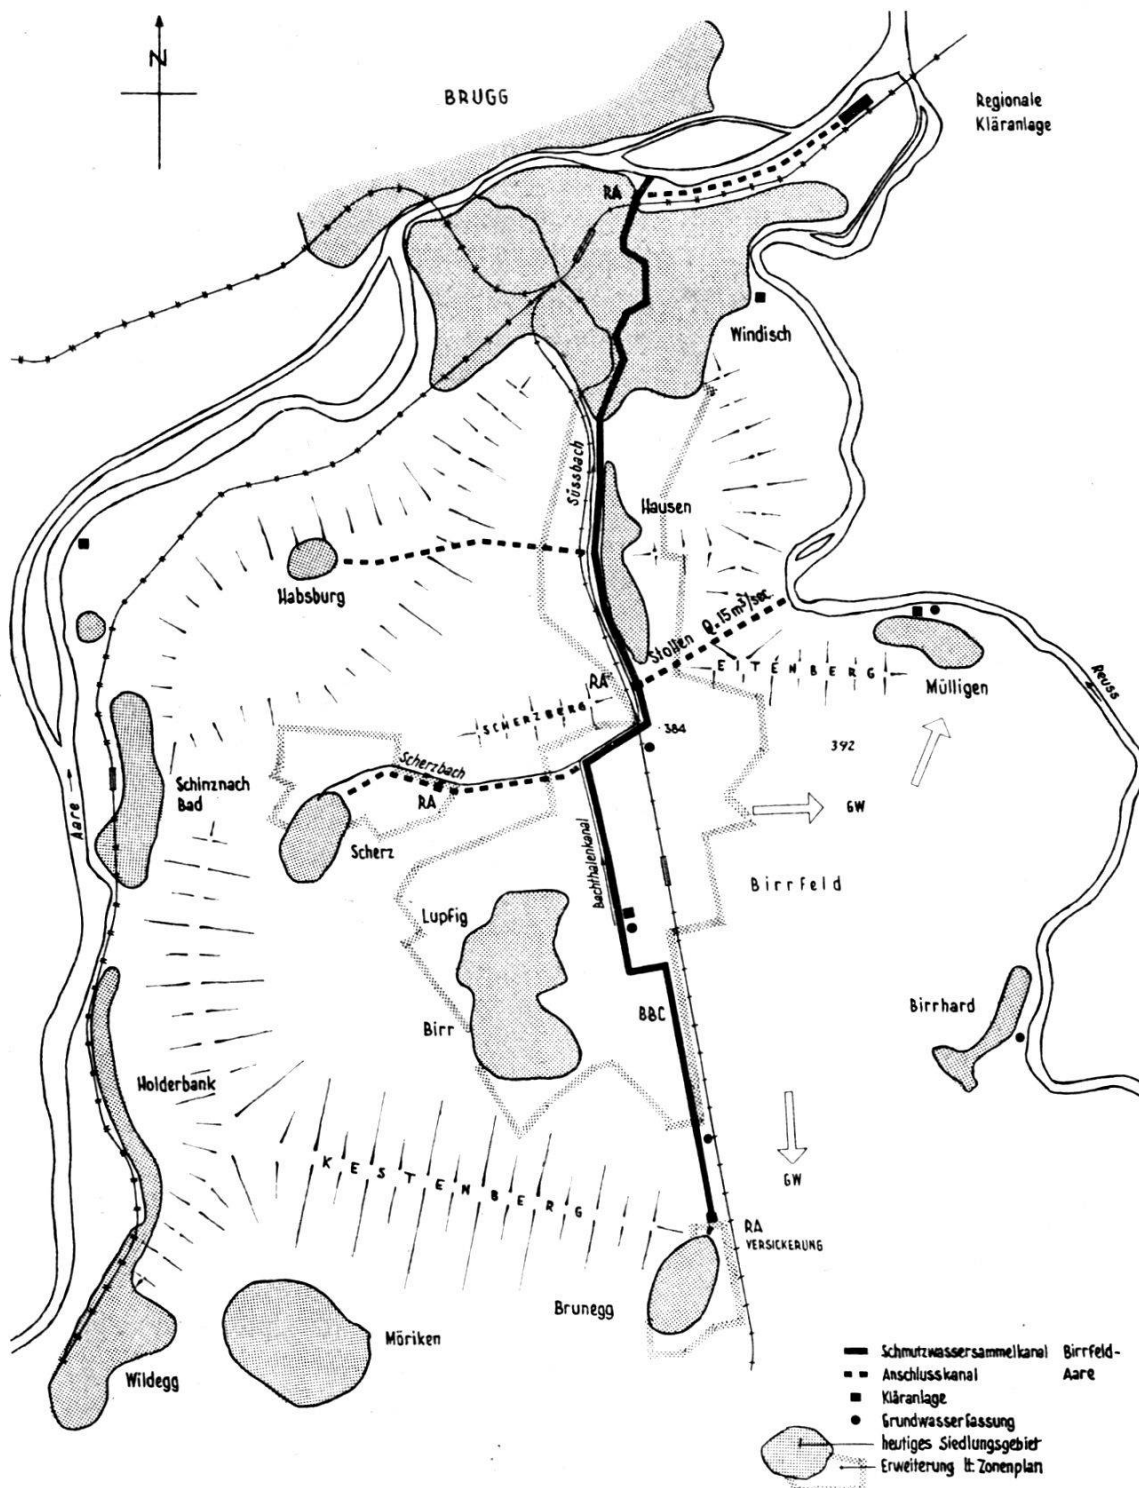 N
BRUGG
Regionale
Kläranlage
RA
Windisch
Süssbach
Hausen
Habsburg
Stollen Q=15m³/sec
EITENBERG
Mülligen
Reuss
RA
SCHERZBERG
384
392
Scherzbach
RA
GW
Schinznach
Bad
Aare
Scherz
Bachthalenkanal
Birrfeld
Lupfig
Birr
BBC
Birrhard
Holderbank
KESTENBERG
GW
RA
VERSICKERUNG
Brunegg
Möriken
Wildegg
Schmutzwassersammelkanal Birrfeld-
Anschlusskanal Aare
Kläranlage
Grundwasserfassung
heutiges Siedlungsgebiet
Erweiterung lt. Zonenplan